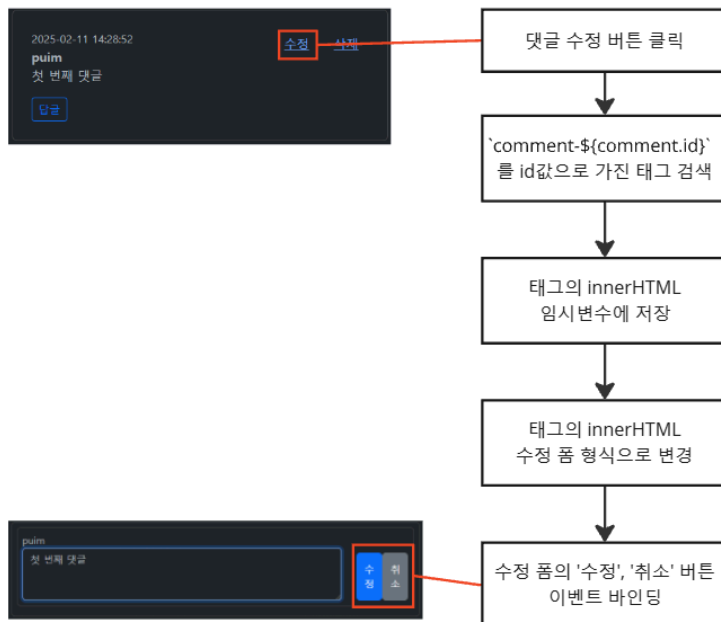 2025-02-11 14:28:52
수정 삭제
puim
첫 번째 댓글
답글
댓글 수정 버튼 클릭
`comment-${comment.id}`
를 id값으로 가진 태그 검색
태그의 innerHTML
임시변수에 저장
태그의 innerHTML
수정 폼 형식으로 변경
puim
첫 번째 댓글
수
정
취
소
수정 폼의 '수정', '취소' 버튼
이벤트 바인딩